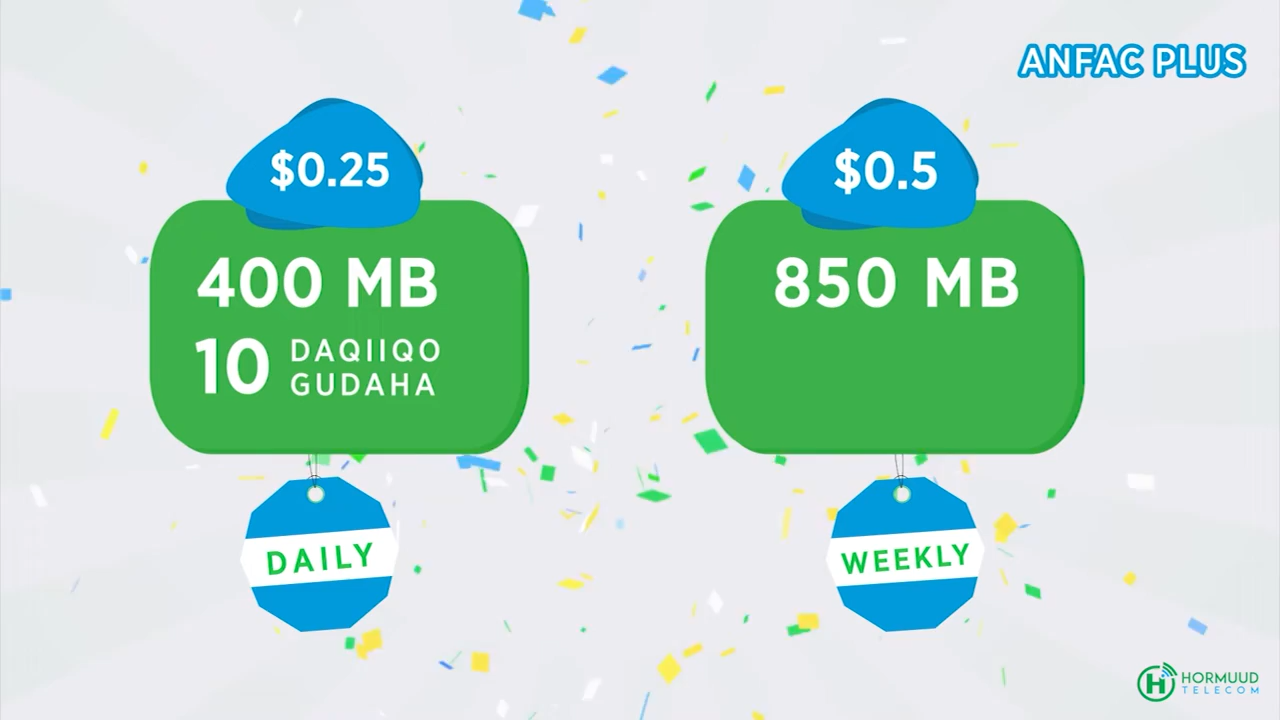 ANFAC PLUS
$0.25
400 MB
10 DAQIIQO
GUDAHA
DAILY
$0.5
850 MB
WEEKLY
HORMUUD
TELECOM